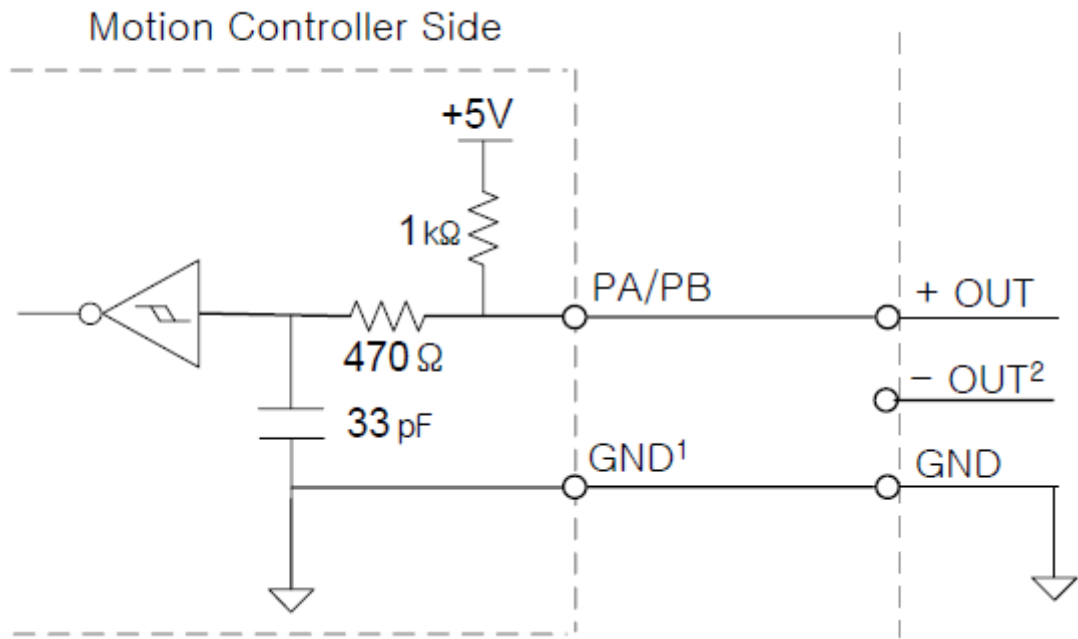 Motion Controller Side
+5V
1kΩ
PA/PB
+ OUT
470Ω
- OUT²
33pF
GND¹
GND